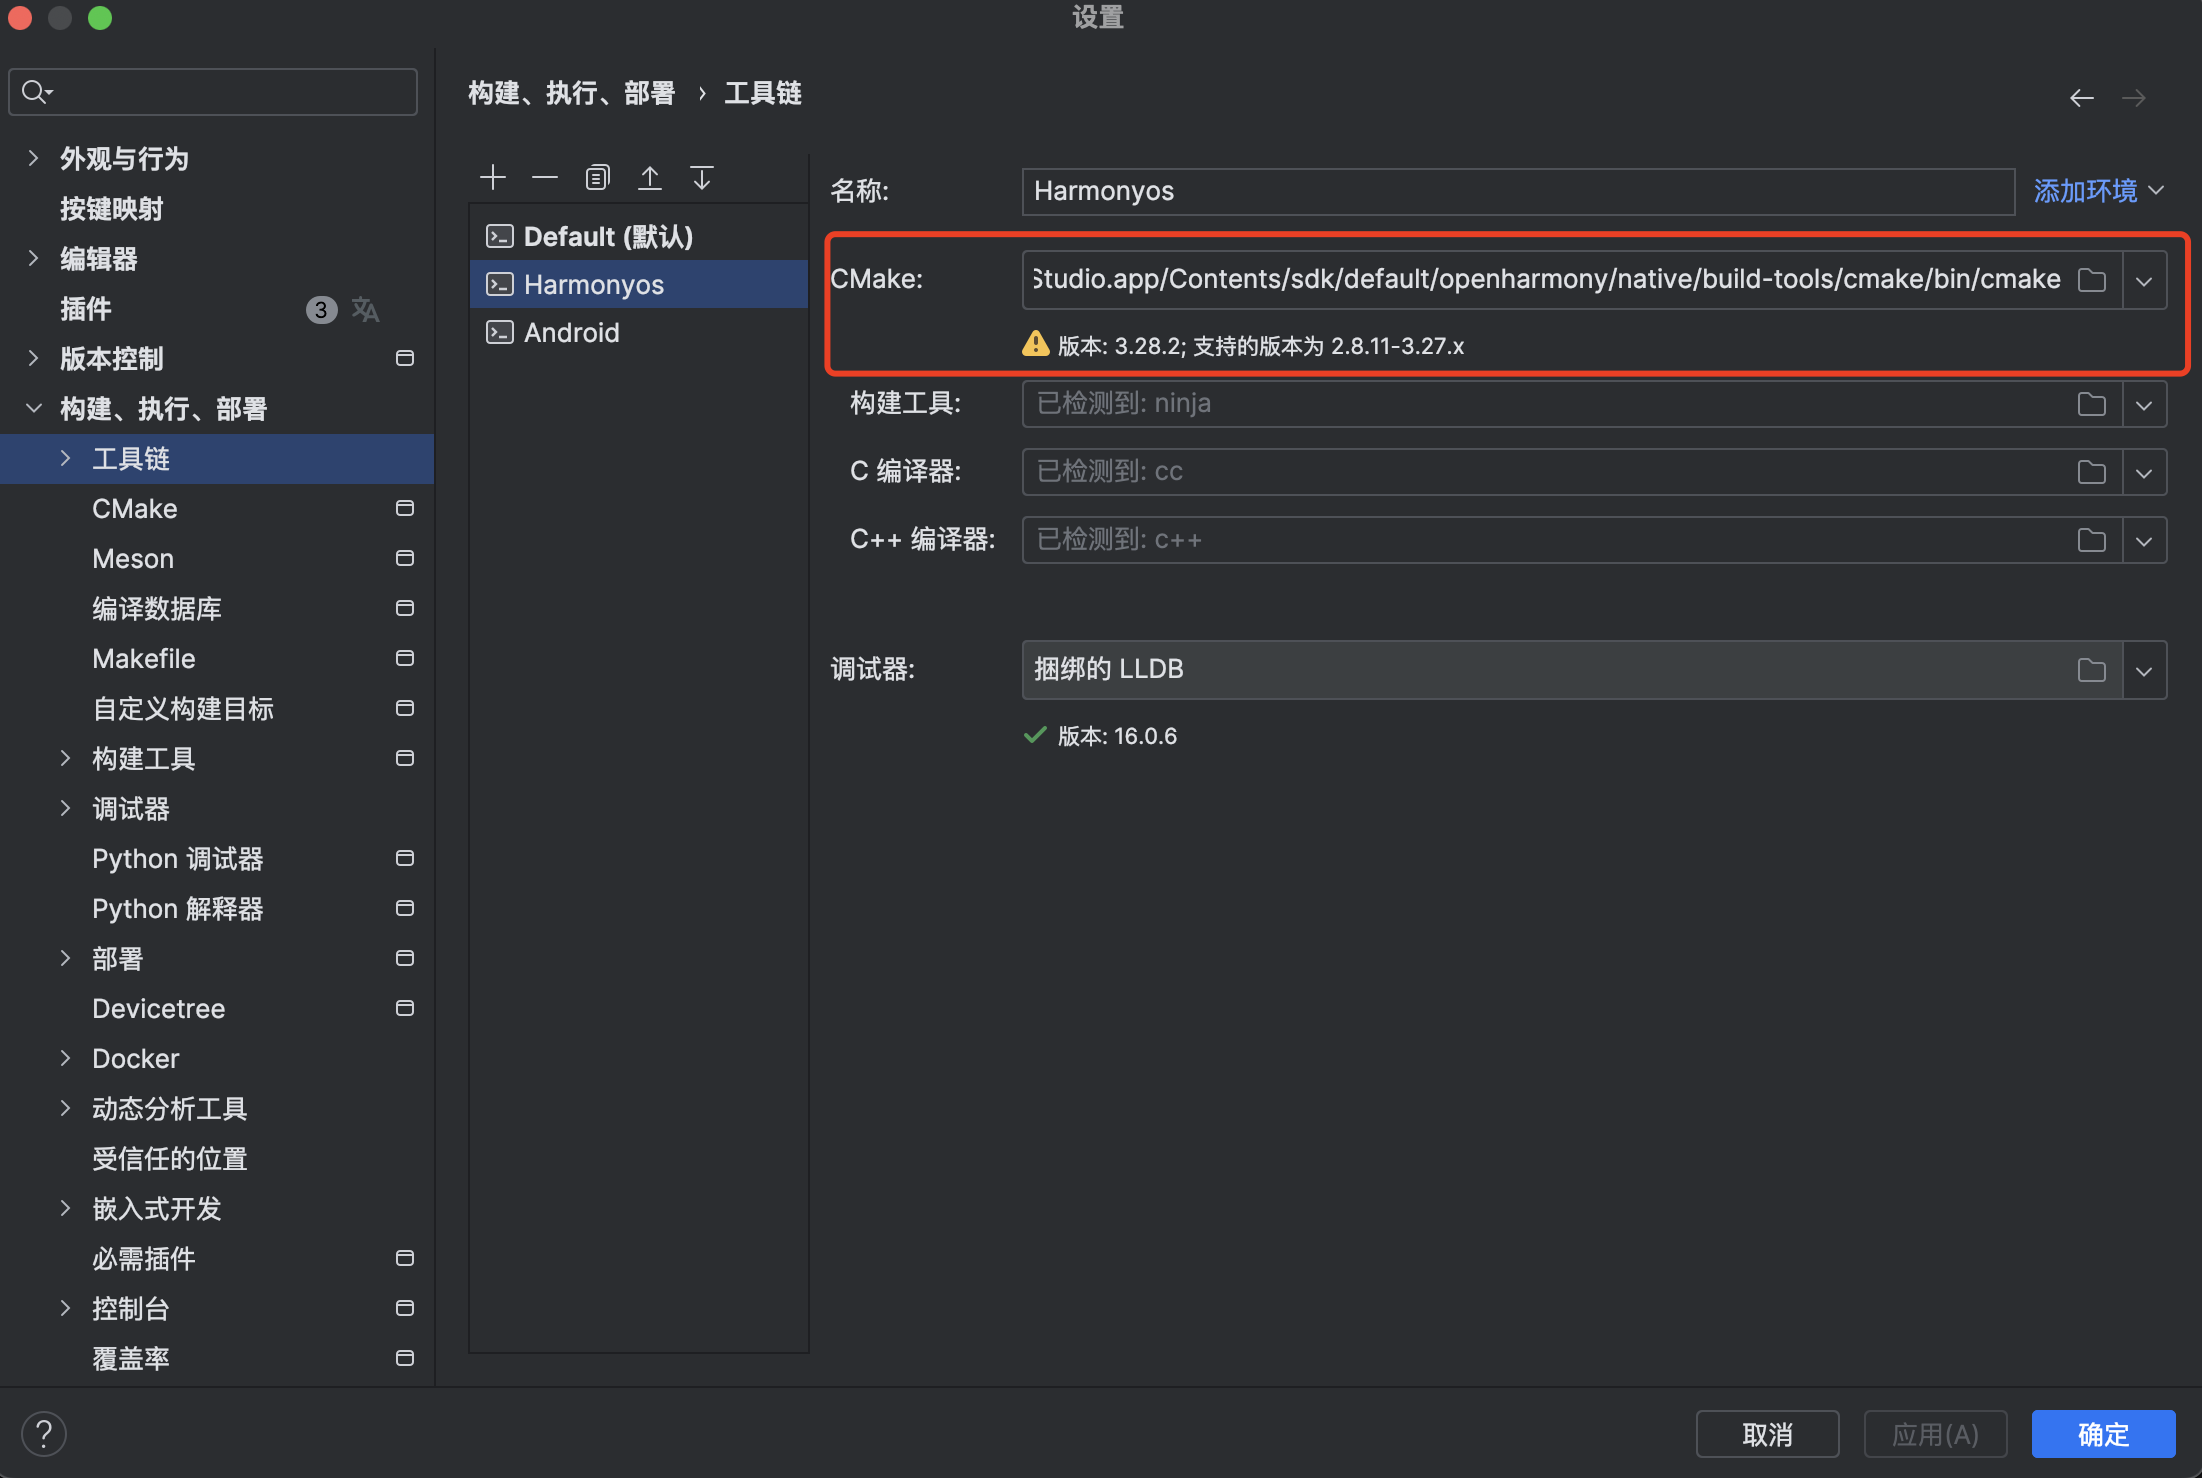 设置
外观与行为
按键映射
编辑器
插件 3
版本控制
构建、执行、部署
工具链
CMake
Meson
编译数据库
Makefile
自定义构建目标
构建工具
调试器
Python 调试器
Python 解释器
部署
Devicetree
Docker
动态分析工具
受信任的位置
嵌入式开发
必需插件
控制台
覆盖率
构建、执行、部署 › 工具链
Default (默认)
Harmonyos
Android
名称: Harmonyos 添加环境
CMake: Studio.app/Contents/sdk/default/openharmony/native/build-tools/cmake/bin/cmake
版本: 3.28.2; 支持的版本为 2.8.11-3.27.x
构建工具: 已检测到: ninja
C 编译器: 已检测到: cc
C++ 编译器: 已检测到: c++
调试器: 捆绑的 LLDB
版本: 16.0.6
? 取消 应用(A) 确定